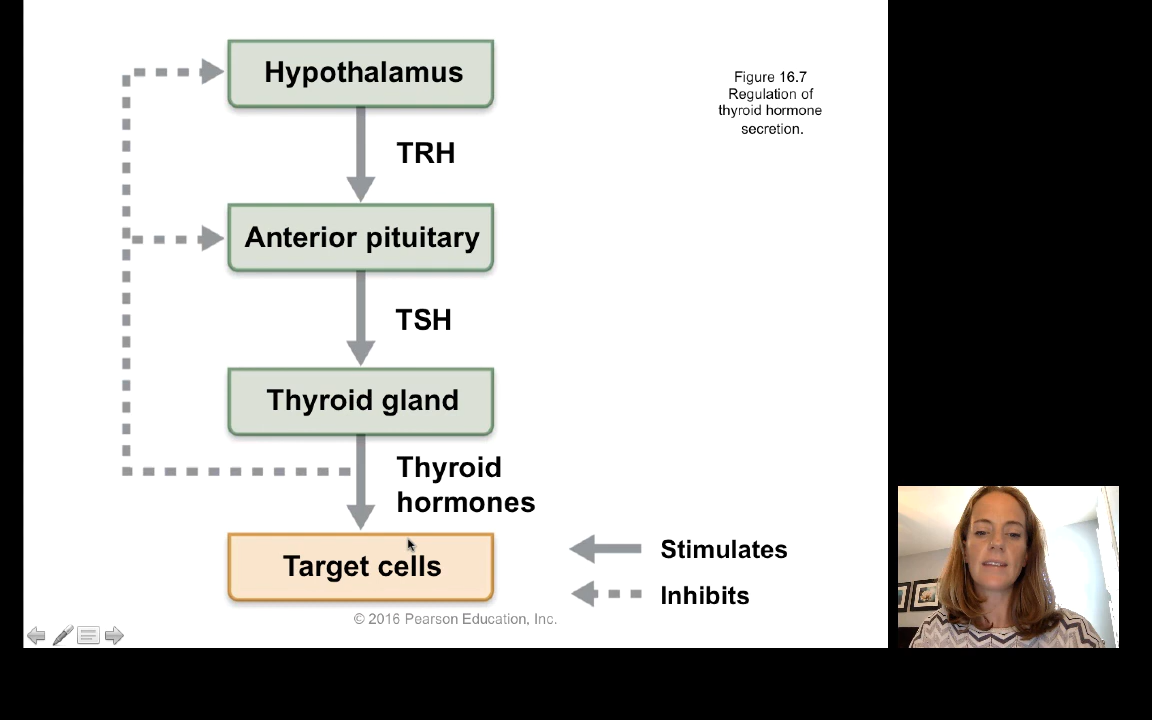 Hypothalamus
Figure 16.7
Regulation of
thyroid hormone
secretion.
TRH
Anterior pituitary
TSH
Thyroid gland
Thyroid
hormones
Target cells
Stimulates
Inhibits
© 2016 Pearson Education, Inc.